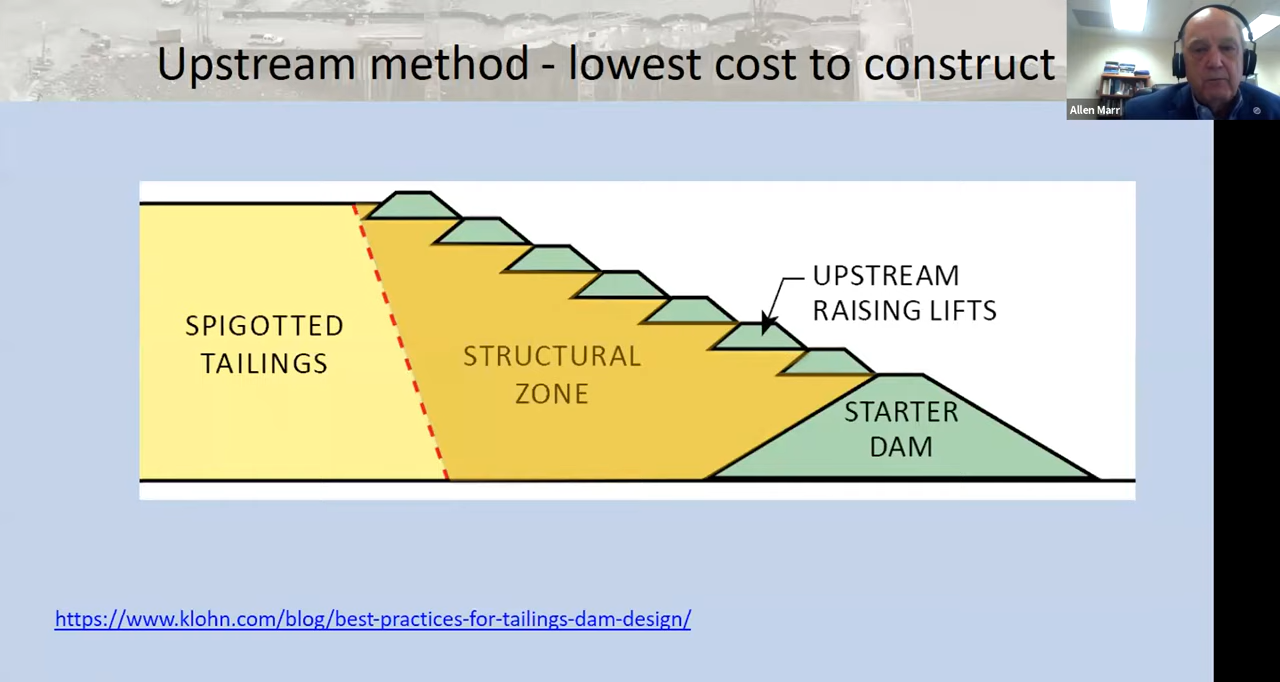 Upstream method - lowest cost to construct
Allen Marr
UPSTREAM
RAISING LIFTS
SPIGOTTED
TAILINGS
STRUCTURAL
ZONE
STARTER
DAM
https://www.klohn.com/blog/best-practices-for-tailings-dam-design/